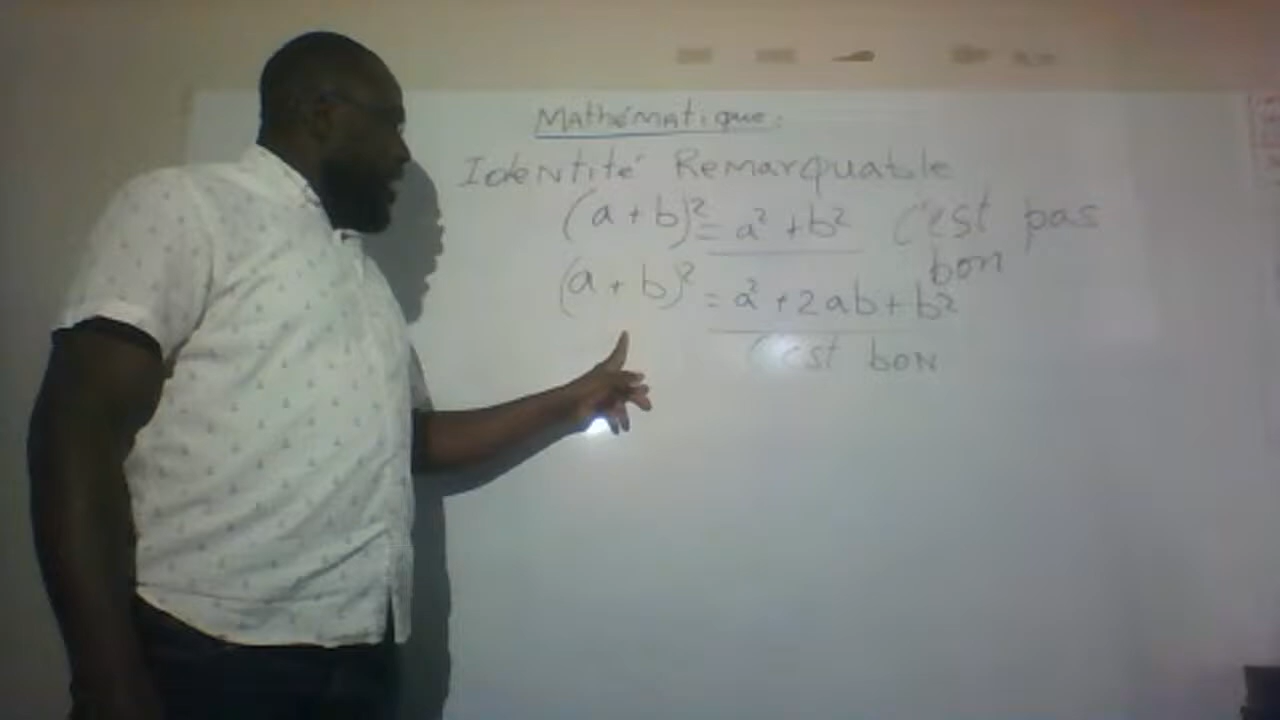 Mathématique:
Identité Remarquable
(a + b)² = a² + b² c'est pas
bon
(a + b)² = a² + 2ab + b²
C'est bon